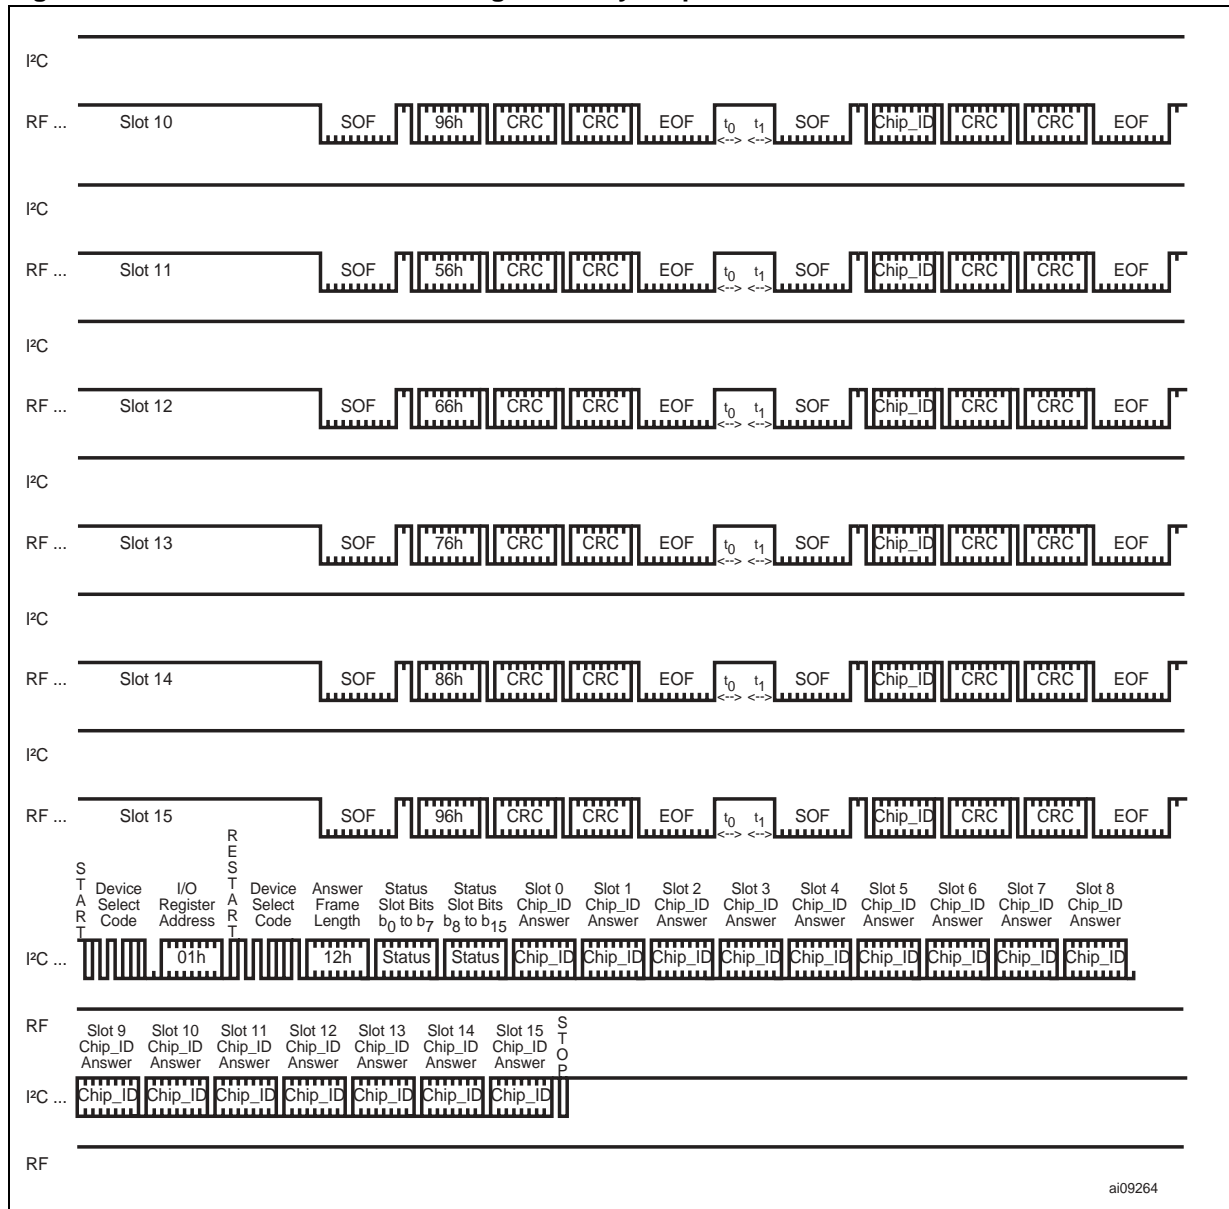 I²C
RF ... Slot 10 SOF 96h CRC CRC EOF t0 t1 SOF Chip_ID CRC CRC EOF
<--> <-->
I²C
RF ... Slot 11 SOF 56h CRC CRC EOF t0 t1 SOF Chip_ID CRC CRC EOF
<--> <-->
I²C
RF ... Slot 12 SOF 66h CRC CRC EOF t0 t1 SOF Chip_ID CRC CRC EOF
<--> <-->
I²C
RF ... Slot 13 SOF 76h CRC CRC EOF t0 t1 SOF Chip_ID CRC CRC EOF
<--> <-->
I²C
RF ... Slot 14 SOF 86h CRC CRC EOF t0 t1 SOF Chip_ID CRC CRC EOF
<--> <-->
I²C
RF ... Slot 15 SOF 96h CRC CRC EOF t0 t1 SOF Chip_ID CRC CRC EOF
<--> <-->
START
Device Select Code
I/O Register Address
RESTART
Device Select Code
Answer Frame Length
Status Slot Bits b0 to b7
Status Slot Bits b8 to b15
Slot 0 Chip_ID Answer
Slot 1 Chip_ID Answer
Slot 2 Chip_ID Answer
Slot 3 Chip_ID Answer
Slot 4 Chip_ID Answer
Slot 5 Chip_ID Answer
Slot 6 Chip_ID Answer
Slot 7 Chip_ID Answer
Slot 8 Chip_ID Answer
I²C ... 01h 12h Status Status Chip_ID Chip_ID Chip_ID Chip_ID Chip_ID Chip_ID Chip_ID Chip_ID Chip_ID
RF
Slot 9 Chip_ID Answer
Slot 10 Chip_ID Answer
Slot 11 Chip_ID Answer
Slot 12 Chip_ID Answer
Slot 13 Chip_ID Answer
Slot 14 Chip_ID Answer
Slot 15 Chip_ID Answer
STOP
I²C ... Chip_ID Chip_ID Chip_ID Chip_ID Chip_ID Chip_ID Chip_ID
RF
ai09264